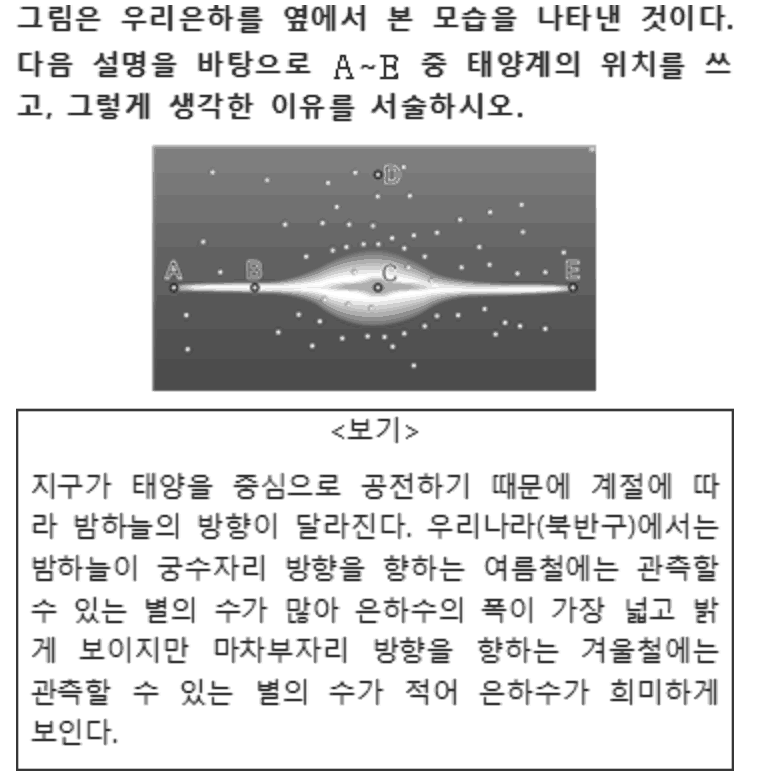 그림은 우리은하를 옆에서 본 모습을 나타낸 것이다.
다음 설명을 바탕으로 A~E 중 태양계의 위치를 쓰
고, 그렇게 생각한 이유를 서술하시오.
D
A B C E
<보기>
지구가 태양을 중심으로 공전하기 때문에 계절에 따
라 밤하늘의 방향이 달라진다. 우리나라(북반구)에서는
밤하늘이 궁수자리 방향을 향하는 여름철에는 관측할
수 있는 별의 수가 많아 은하수의 폭이 가장 넓고 밝
게 보이지만 마차부자리 방향을 향하는 겨울철에는
관측할 수 있는 별의 수가 적어 은하수가 희미하게
보인다.